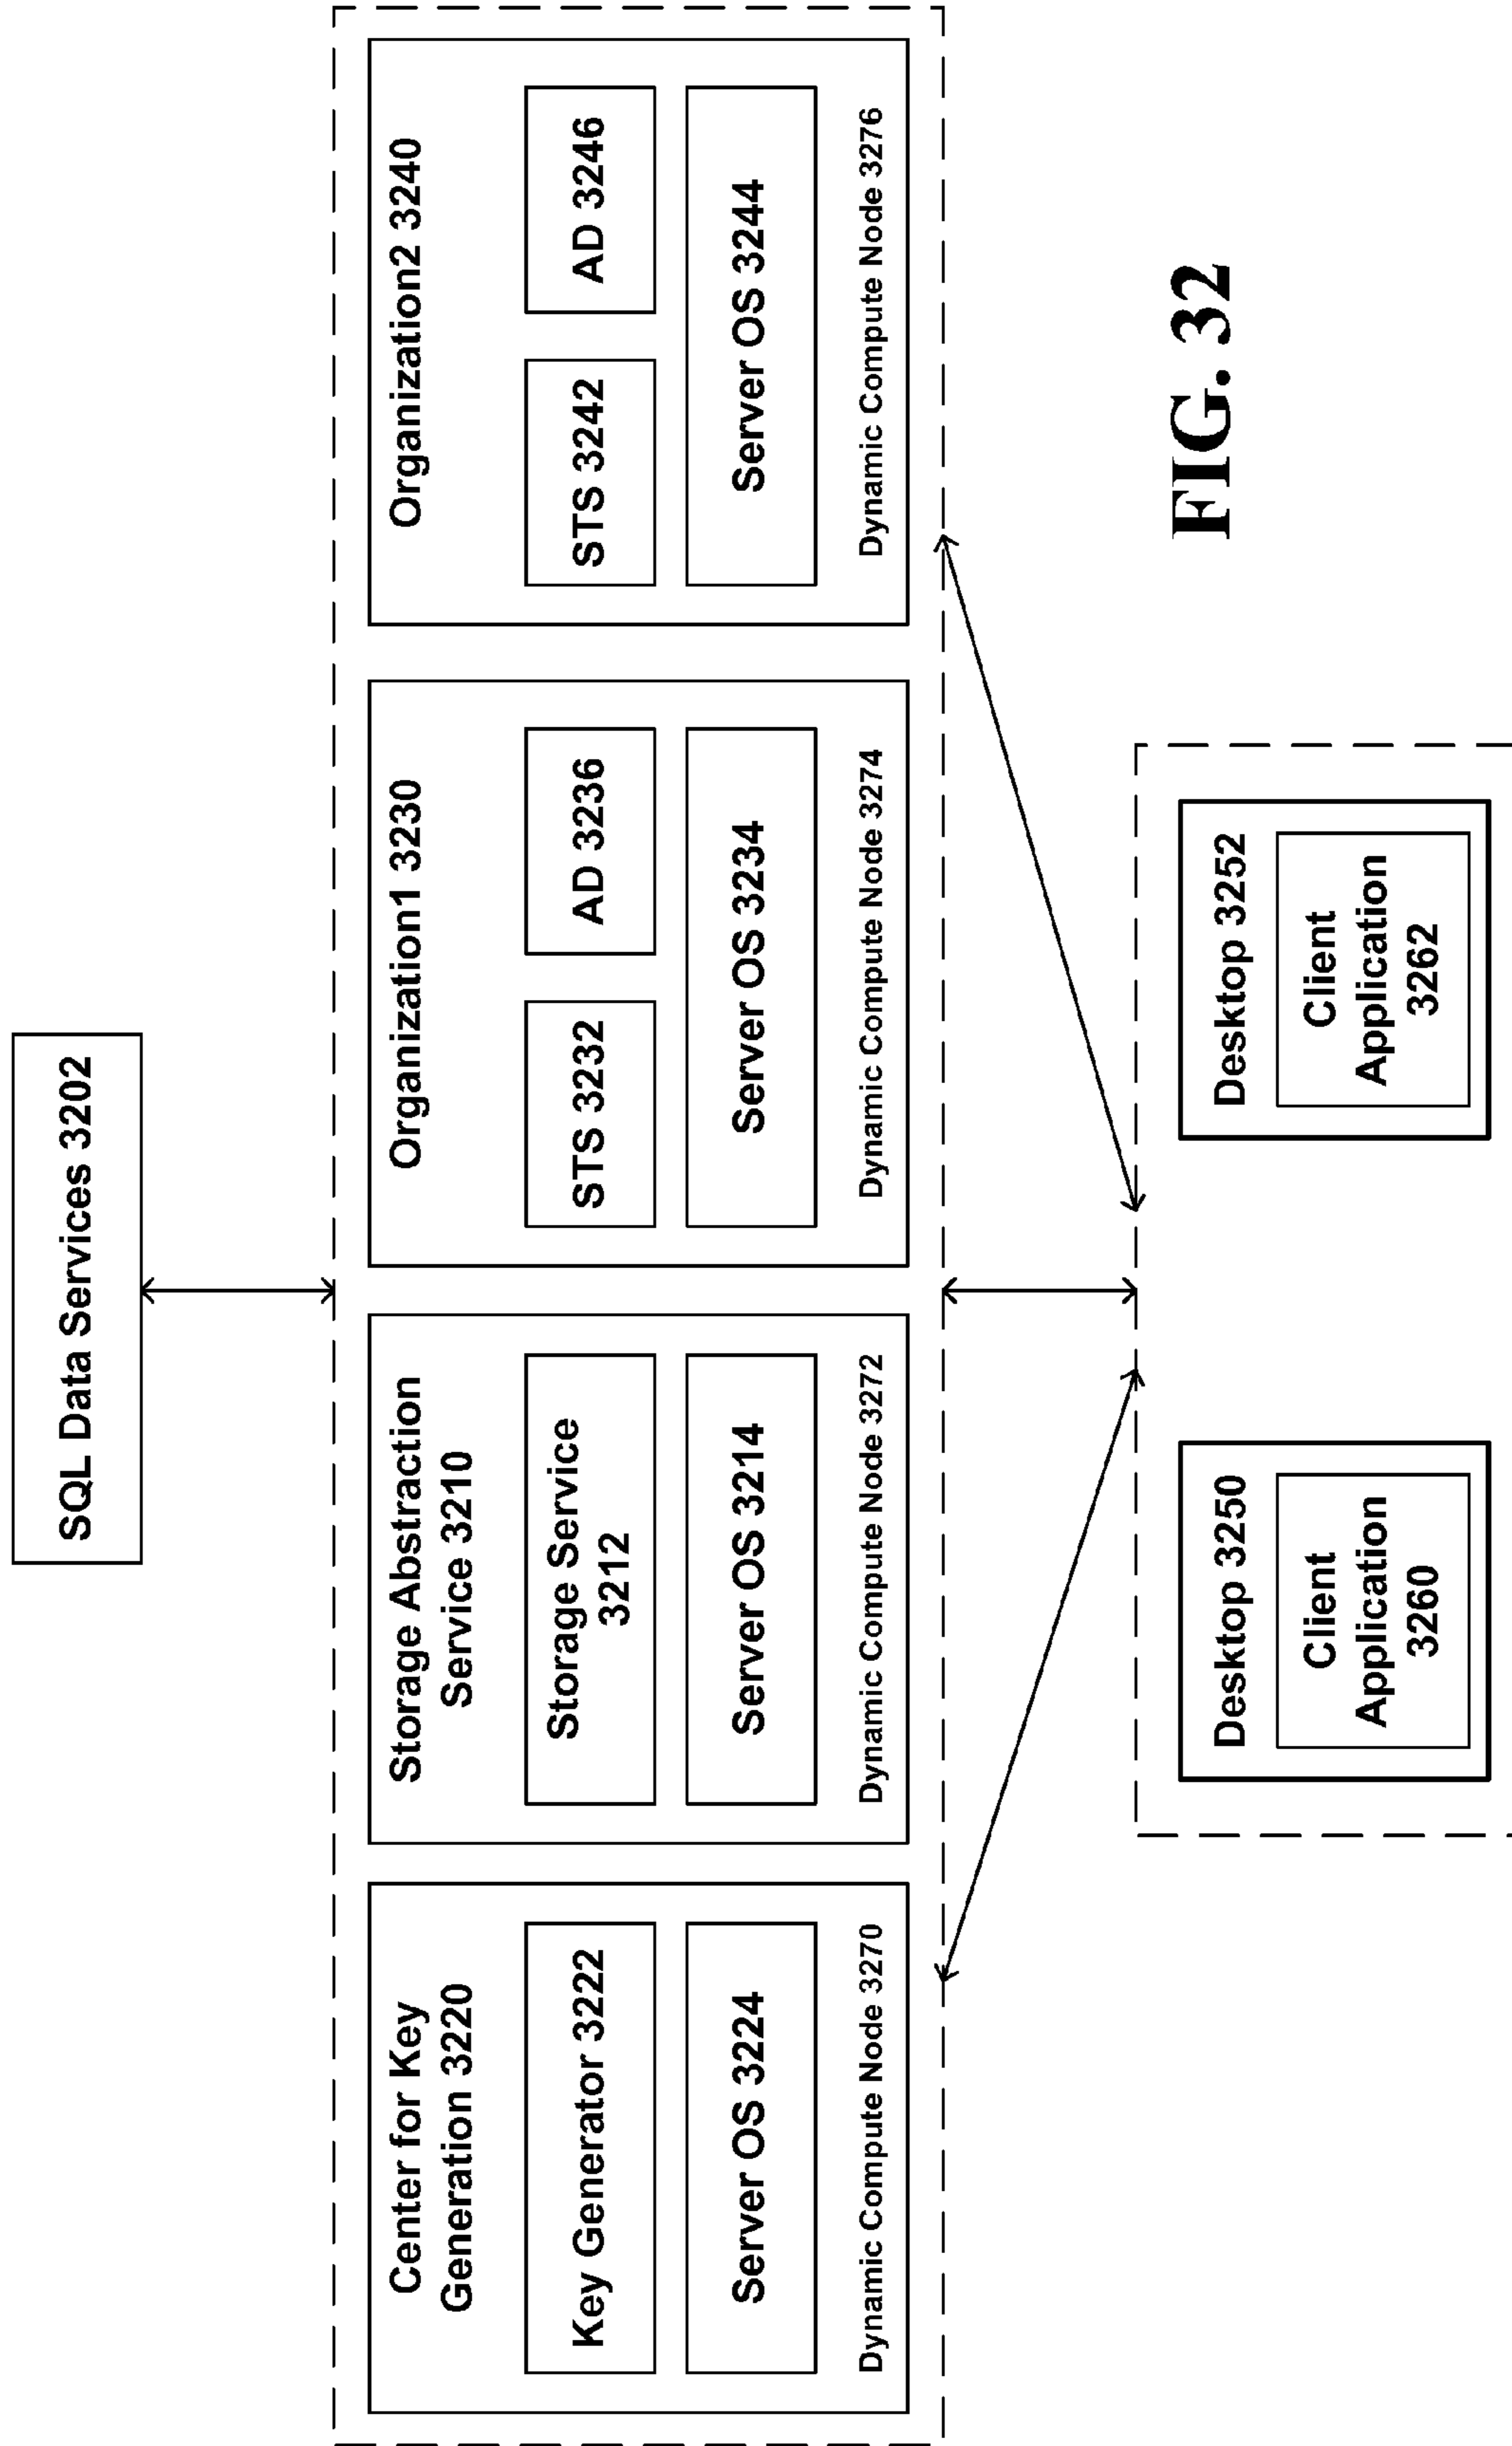 SQL Data Services 3202
Center for Key
Generation 3220
Key Generator 3222
Server OS 3224
Dynamic Compute Node 3270
Storage Abstraction
Service 3210
Storage Service
3212
Server OS 3214
Dynamic Compute Node 3272
Organization1 3230
STS 3232
AD 3236
Server OS 3234
Dynamic Compute Node 3274
Organization2 3240
STS 3242
AD 3246
Server OS 3244
Dynamic Compute Node 3276
Desktop 3250
Client
Application
3260
Desktop 3252
Client
Application
3262
FIG. 32